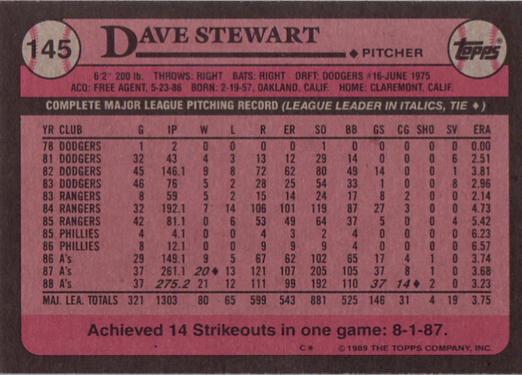 145
DAVE STEWART
PITCHER
Topps
6'2" 200 lb. THROWS: RIGHT BATS: RIGHT DRFT: DODGERS #16-JUNE 1975
ACQ: FREE AGENT, 5-23-86 BORN: 2-19-57, OAKLAND, CALIF. HOME: CLAREMONT, CALIF.
COMPLETE MAJOR LEAGUE PITCHING RECORD (LEAGUE LEADER IN ITALICS, TIE ♦)
YR CLUB G IP W L R ER SO BB GS CG SHO SV ERA
78 DODGERS 1 2 0 0 0 0 1 0 0 0 0 0 0.00
81 DODGERS 32 43 4 3 13 12 29 14 0 0 0 6 2.51
82 DODGERS 45 146.1 9 8 72 62 80 49 14 0 0 1 3.81
83 DODGERS 46 76 5 2 28 25 54 33 1 0 0 8 2.96
83 RANGERS 8 59 5 2 15 14 24 17 8 2 0 0 2.14
84 RANGERS 32 192.1 7 14 106 101 119 87 27 3 0 0 4.73
85 RANGERS 42 81.1 0 6 53 49 64 37 5 0 0 4 5.42
85 PHILLIES 4 4.1 0 0 4 3 2 4 0 0 0 0 6.23
86 PHILLIES 8 12.1 0 0 9 9 9 4 0 0 0 0 6.57
86 A's 29 149.1 9 5 67 62 102 65 17 4 1 0 3.74
87 A's 37 261.1 20♦ 13 121 107 205 105 37 8 1 0 3.68
88 A's 37 275.2 21 12 111 99 192 110 37 14♦ 2 0 3.23
MAJ. LEA. TOTALS 321 1303 80 65 599 543 881 525 146 31 4 19 3.75
Achieved 14 Strikeouts in one game: 8-1-87.
C* © 1989 THE TOPPS COMPANY, INC.